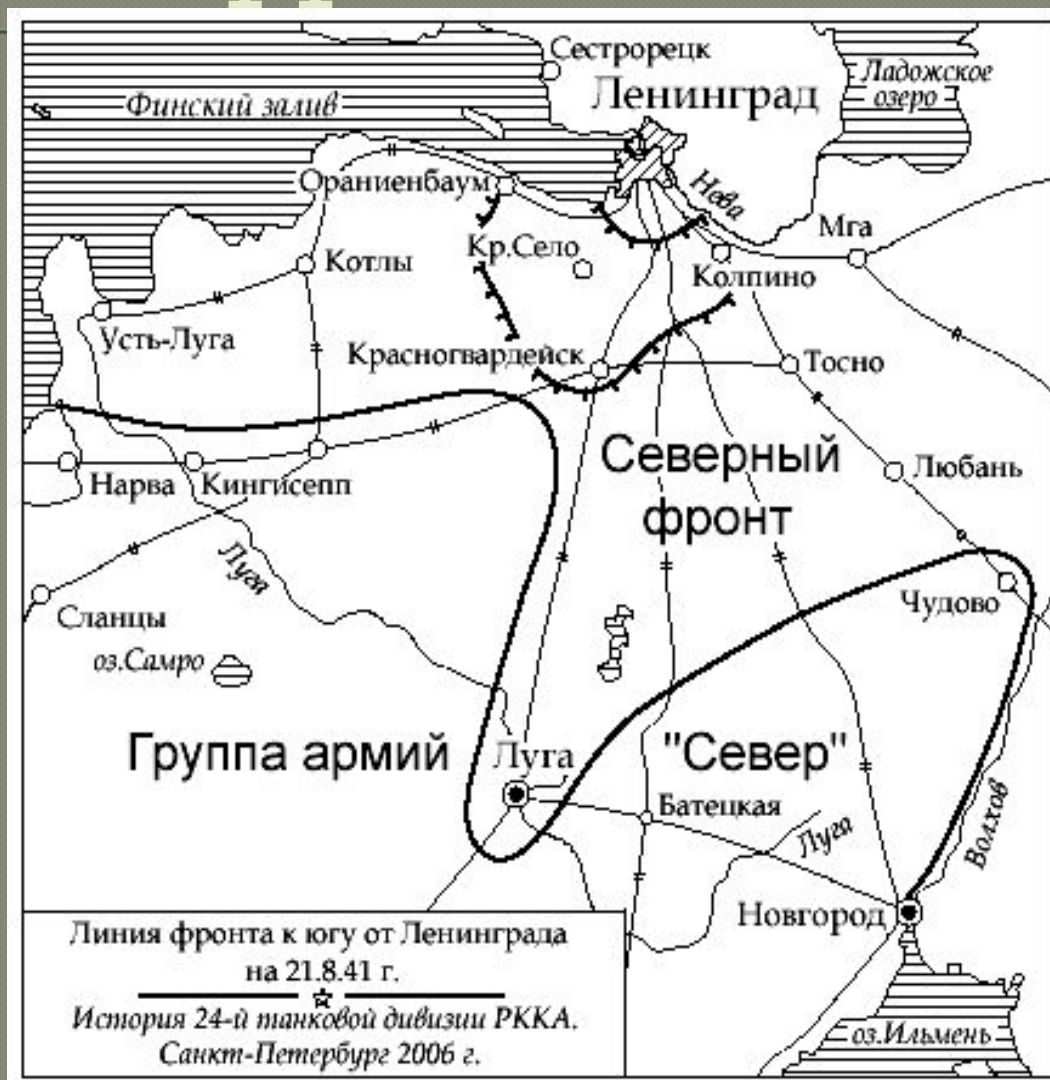 Сестрорецк
Ленинград
Ладожское
озеро
Финский залив
Ораниенбаум
Нева
Мга
Кр.Село
Котлы
Колпино
Усть-Луга
Красногвардейск
Тосно
Северный
фронт
Любань
Нарва
Кингисепп
Луга
Чудово
Сланцы
оз.Самро
Группа армий
Луга
"Север"
Батецкая
Луга
Волхов
Новгород
оз.Ильмень
Линия фронта к югу от Ленинграда
на 21.8.41 г.
История 24-й танковой дивизии РККА.
Санкт-Петербург 2006 г.